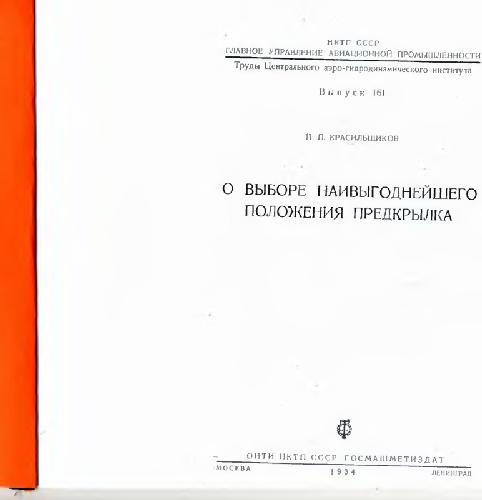 НКТП СССР
ГЛАВНОЕ УПРАВЛЕНИЕ АВИАЦИОННОЙ ПРОМЫШЛЕННОСТИ
Труды Центрального аэро-гидродинамического института
Выпуск 161
П. П. КРАСИЛЬЩИКОВ
О ВЫБОРЕ НАИВЫГОДНЕЙШЕГО
ПОЛОЖЕНИЯ ПРЕДКРЫЛКА
ОНТИ НКТП СССР ГОСМАШМЕТИЗДАТ
МОСКВА 1934 ЛЕНИНГРАД